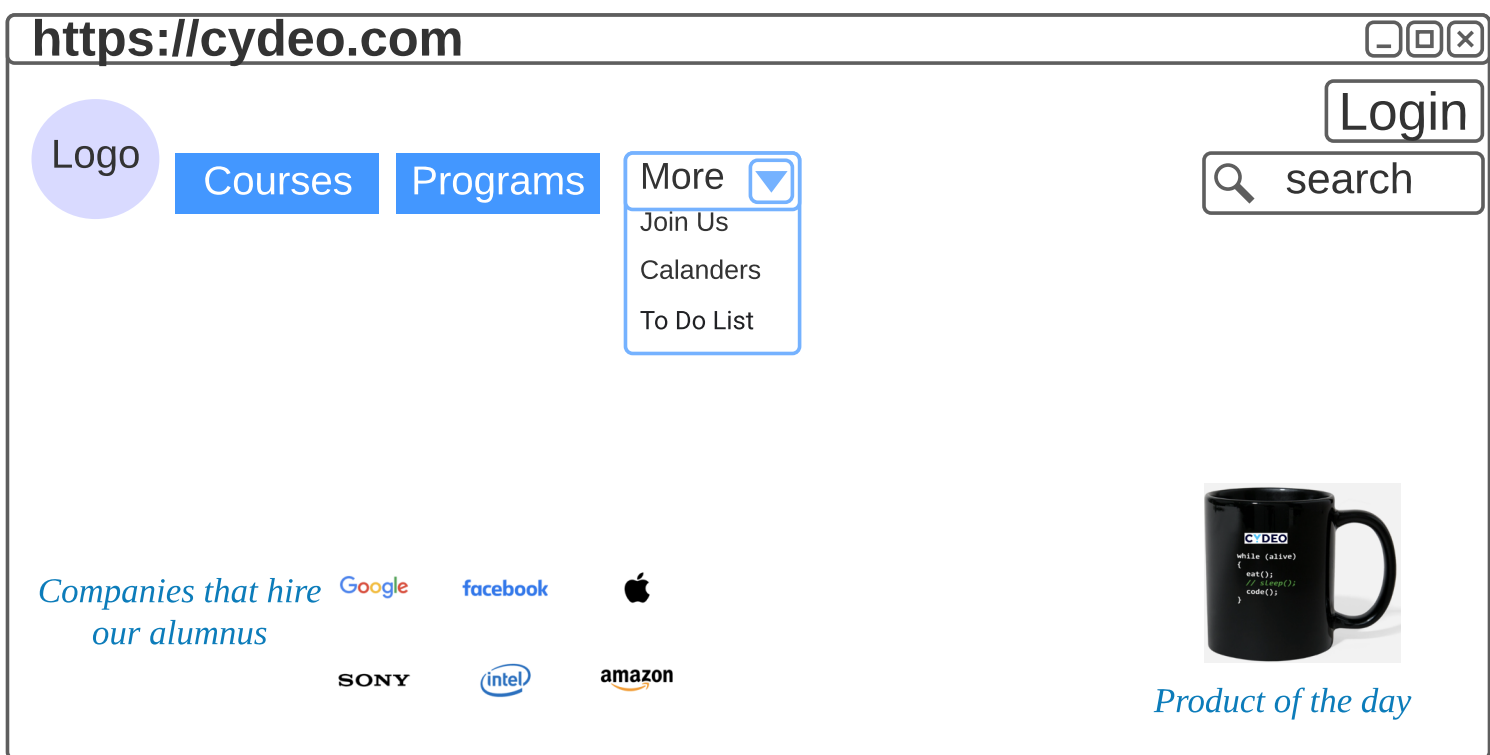 https://cydeo.com
Login
Logo
Courses
Programs
More
search
Join Us
Calanders
To Do List
CYDEO
while (alive)
{
eat();
// sleep();
code();
}
Companies that hire
our alumnus
Google
facebook
SONY
intel
amazon
Product of the day